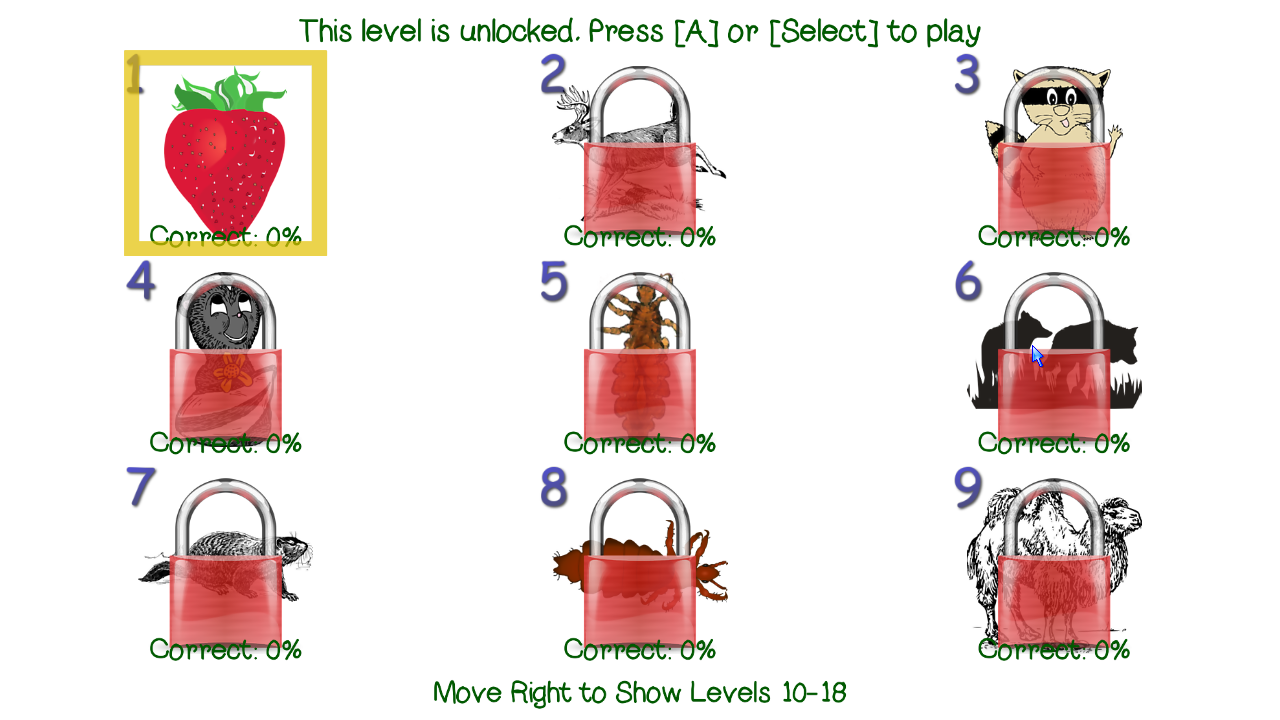 This level is unlocked. Press [A] or [Select] to play
1
Correct: 0%
2
Correct: 0%
3
Correct: 0%
4
Correct: 0%
5
Correct: 0%
6
Correct: 0%
7
Correct: 0%
8
Correct: 0%
9
Correct: 0%
Move Right to Show Levels 10-18